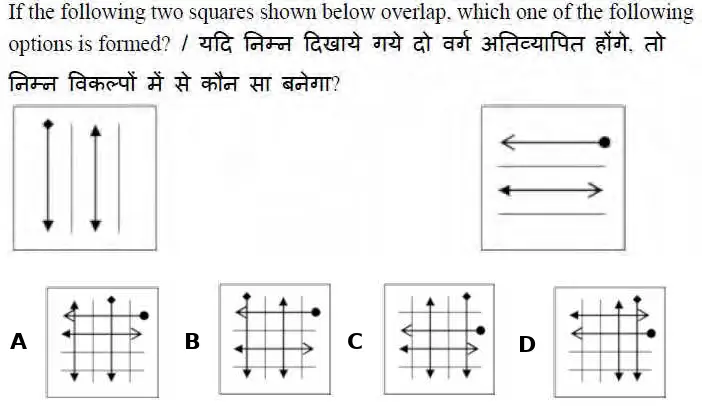 If the following two squares shown below overlap, which one of the following
options is formed? / यदि निम्न दिखाये गये दो वर्ग अतिव्यापित होंगे, तो
निम्न विकल्पों में से कौन सा बनेगा?
A
B
C
D